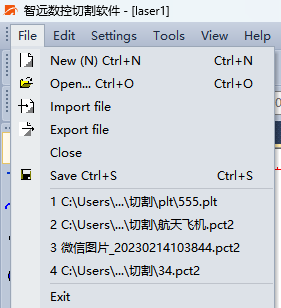 智远数控切割软件 - [laser1]
File Edit Settings Tools View Help
New (N) Ctrl+N Ctrl+N
Open... Ctrl+O Ctrl+O
Import file
Export file
Close
Save Ctrl+S Ctrl+S
1 C:\Users\...\切割\plt\555.plt
2 C:\Users\...\切割\航天飞机.pct2
3 微信图片_20230214103844.pct2
4 C:\Users\...\切割\34.pct2
Exit